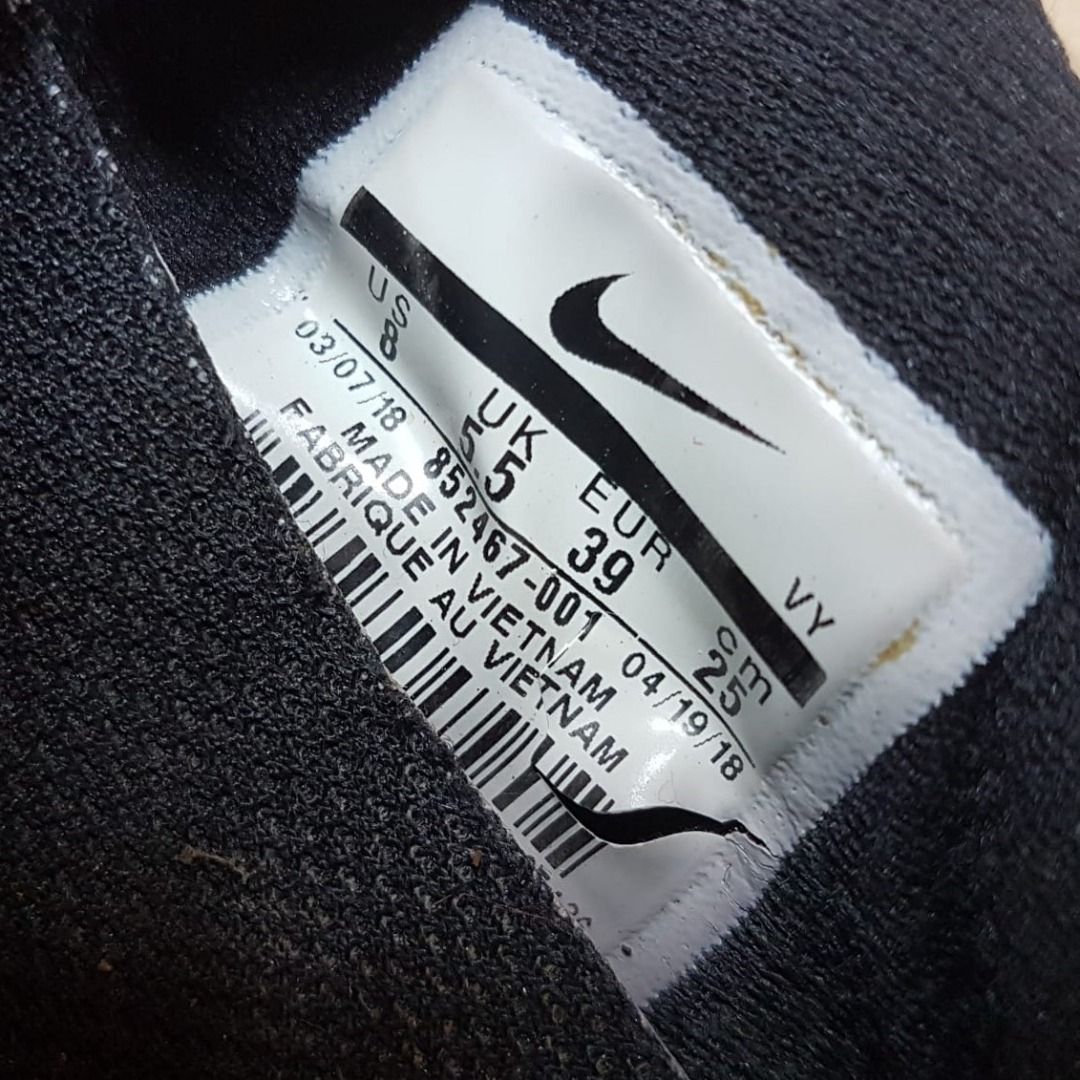 VY
US UK EUR cm
8 5.5 39 25
03/07/18 852467-001 04/19/18
MADE IN VIETNAM
FABRIQUE AU VIETNAM